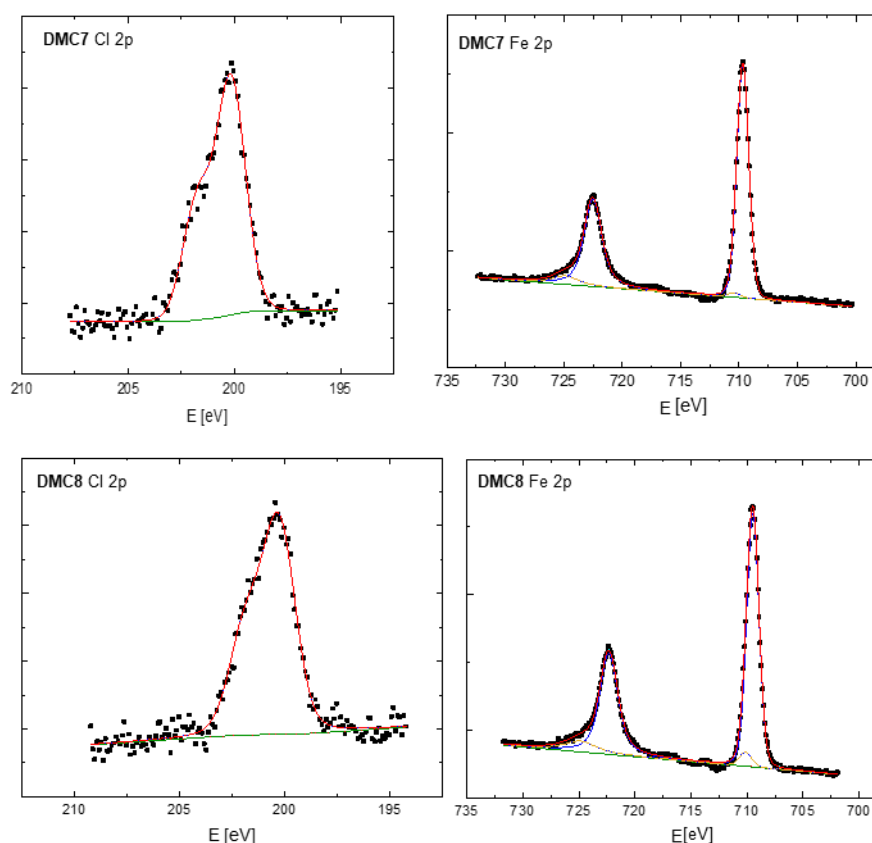 DMC7 Cl 2p
210 205 200 195
E [eV]
DMC7 Fe 2p
735 730 725 720 715 710 705 700
E [eV]
DMC8 Cl 2p
210 205 200 195
E [eV]
DMC8 Fe 2p
735 730 725 720 715 710 705 700
E[eV]